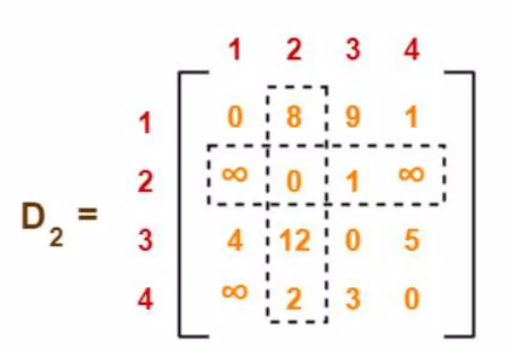 1 2 3 4
1 0 8 9 1
2 ∞ 0 1 ∞
D₂ =
3 4 12 0 5
4 ∞ 2 3 0